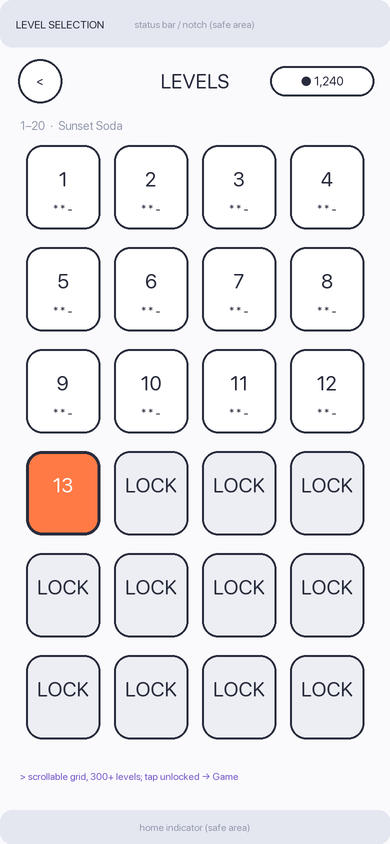 LEVEL SELECTION status bar / notch (safe area)
< LEVELS ● 1,240
1–20 · Sunset Soda
1 2 3 4
**- **- **- **-
5 6 7 8
**- **- **- **-
9 10 11 12
**- **- **- **-
13 LOCK LOCK LOCK
LOCK LOCK LOCK LOCK
LOCK LOCK LOCK LOCK
> scrollable grid, 300+ levels; tap unlocked → Game
home indicator (safe area)